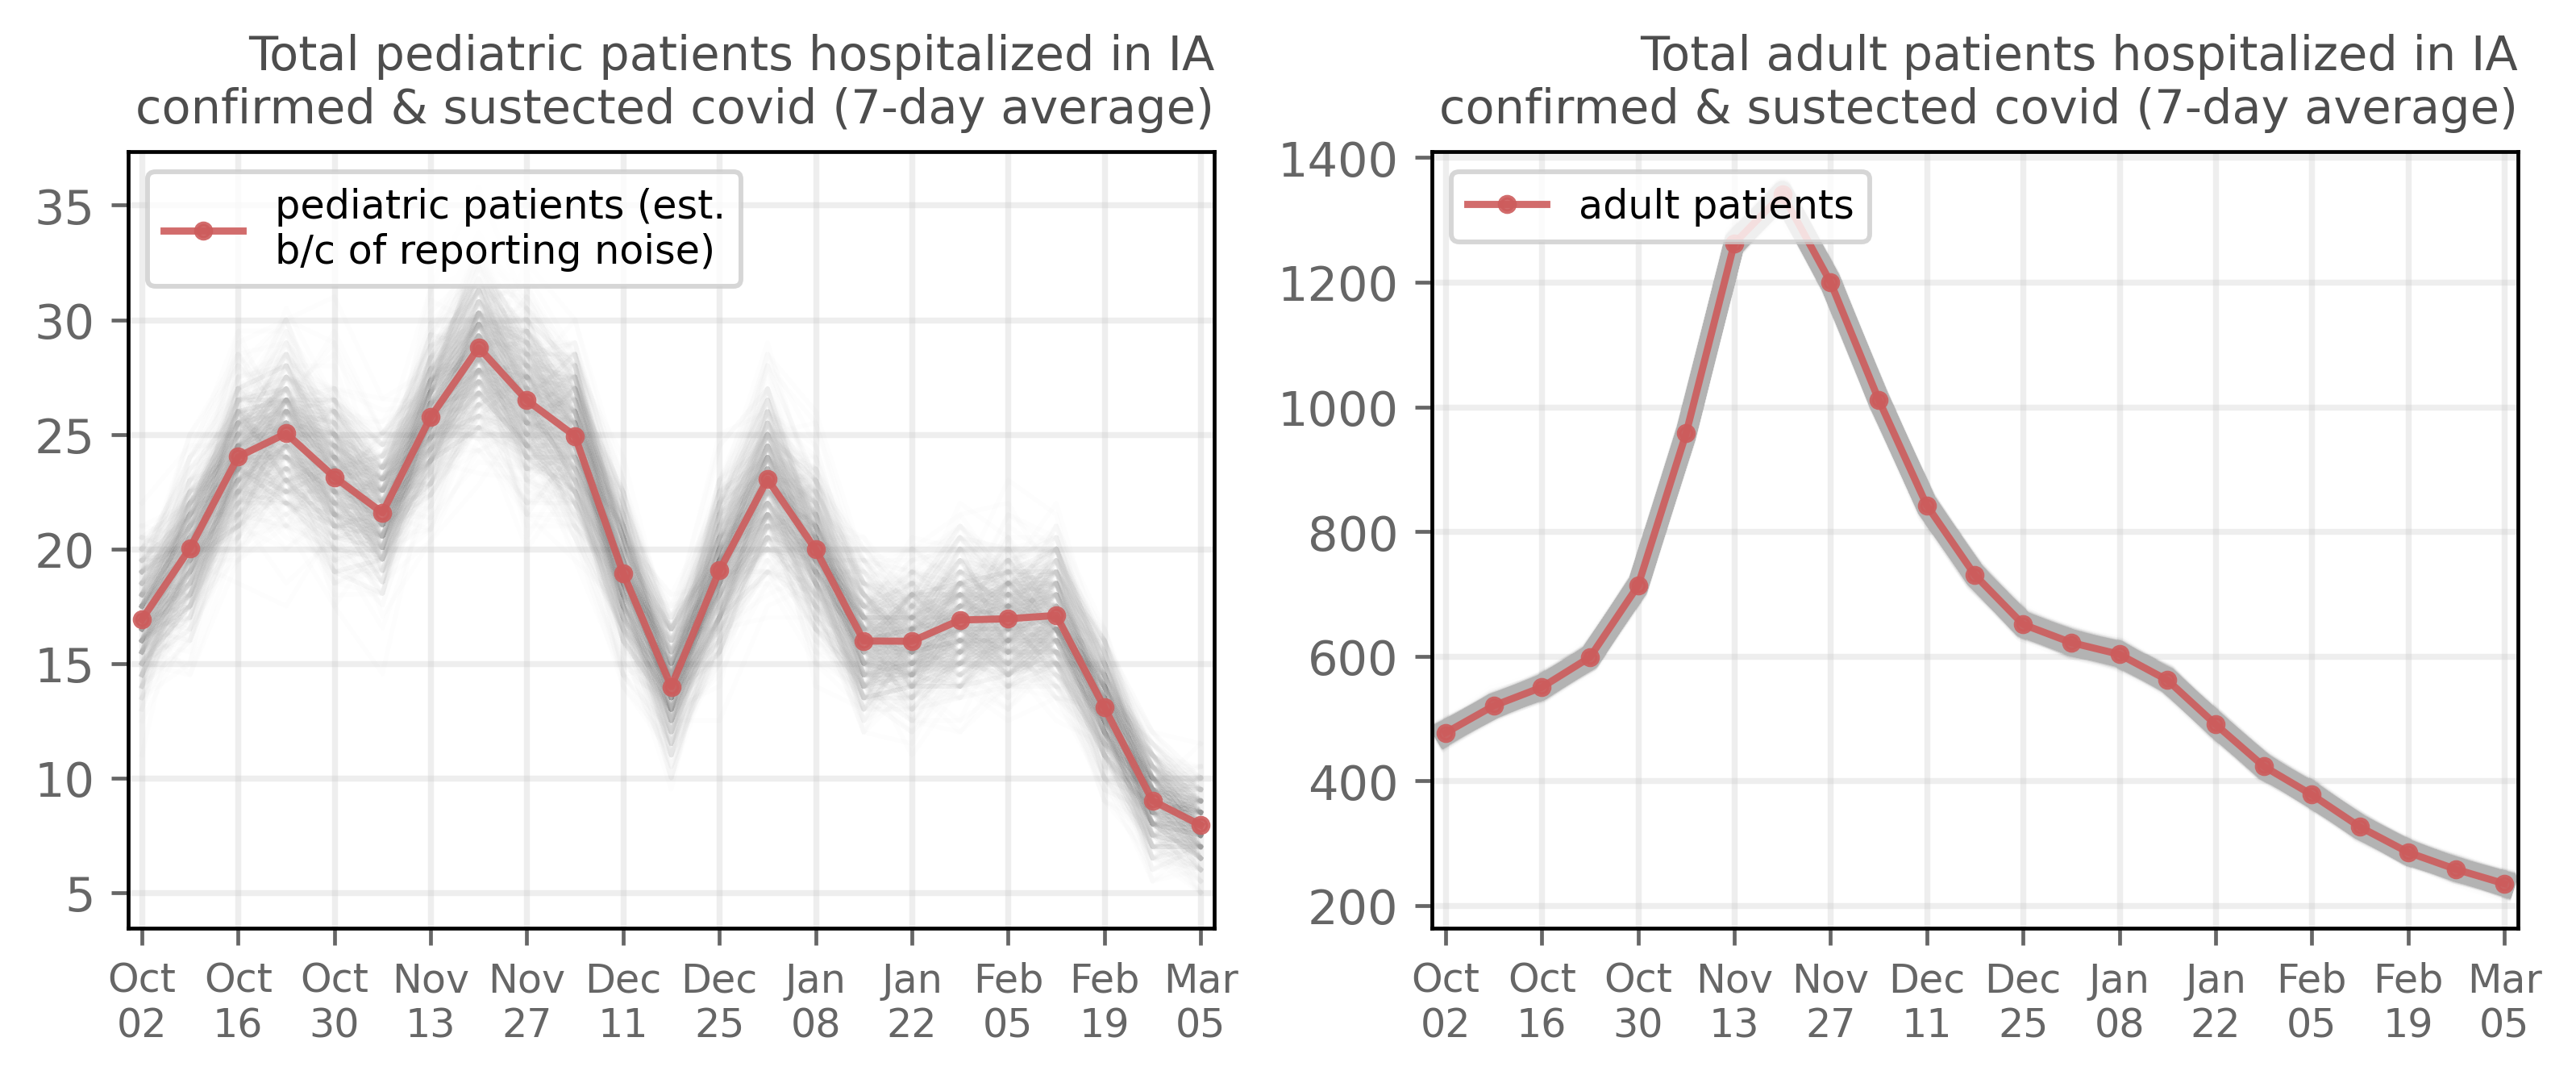 Total pediatric patients hospitalized in IA
confirmed & sustected covid (7-day average)
pediatric patients (est.
b/c of reporting noise)
35
30
25
20
15
10
5
Oct Oct Oct Nov Nov Dec Dec Jan Jan Feb Feb Mar
02 16 30 13 27 11 25 08 22 05 19 05
Total adult patients hospitalized in IA
confirmed & sustected covid (7-day average)
adult patients
1400
1200
1000
800
600
400
200
Oct Oct Oct Nov Nov Dec Dec Jan Jan Feb Feb Mar
02 16 30 13 27 11 25 08 22 05 19 05